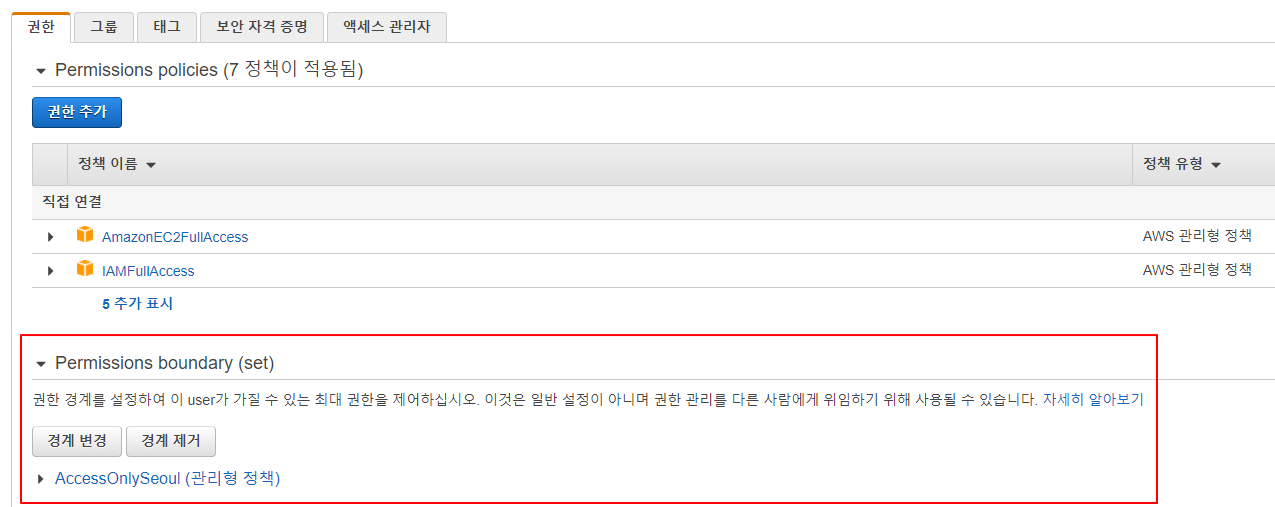 권한 그룹 태그 보안 자격 증명 액세스 관리자
Permissions policies (7 정책이 적용됨)
권한 추가
정책 이름 정책 유형
직접 연결
AmazonEC2FullAccess AWS 관리형 정책
IAMFullAccess AWS 관리형 정책
5 추가 표시
Permissions boundary (set)
권한 경계를 설정하여 이 user가 가질 수 있는 최대 권한을 제어하십시오. 이것은 일반 설정이 아니며 권한 관리를 다른 사람에게 위임하기 위해 사용될 수 있습니다. 자세히 알아보기
경계 변경 경계 제거
AccessOnlySeoul (관리형 정책)